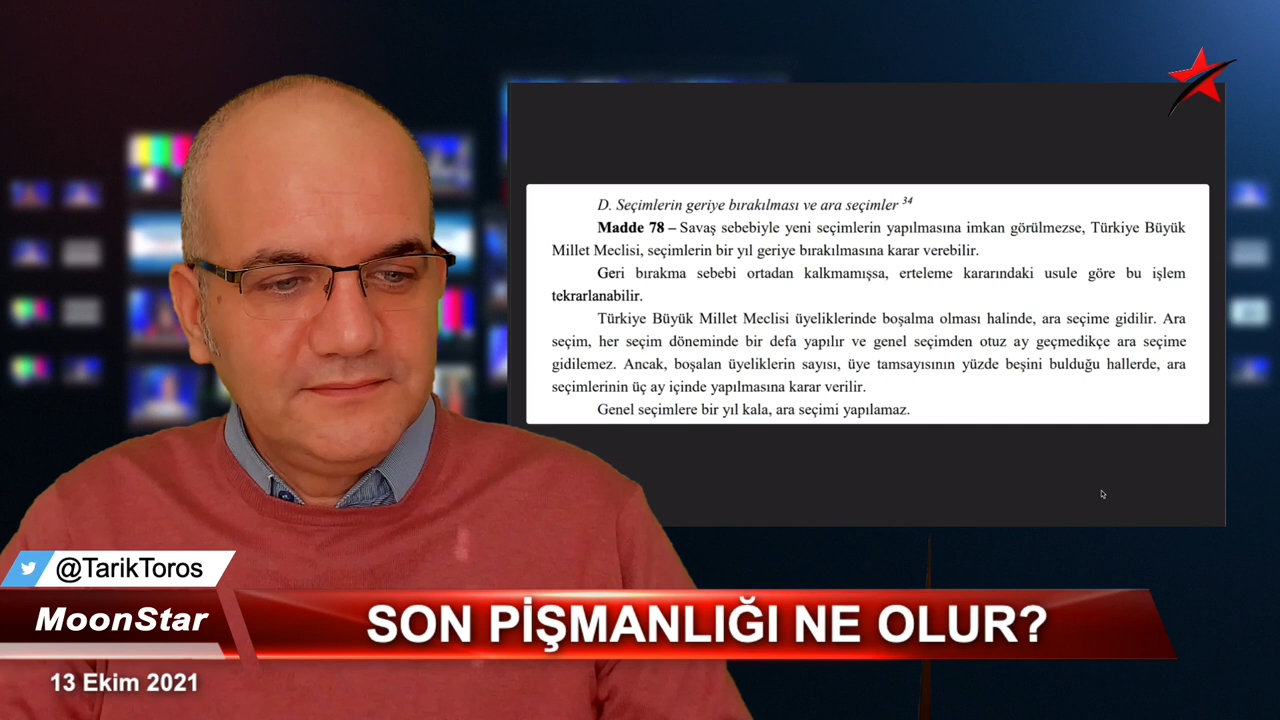 D. Seçimlerin geriye bırakılması ve ara seçimler 34
Madde 78 – Savaş sebebiyle yeni seçimlerin yapılmasına imkan görülmezse, Türkiye Büyük
Millet Meclisi, seçimlerin bir yıl geriye bırakılmasına karar verebilir.
Geri bırakma sebebi ortadan kalkmamışsa, erteleme kararındaki usule göre bu işlem
tekrarlanabilir.
Türkiye Büyük Millet Meclisi üyeliklerinde boşalma olması halinde, ara seçime gidilir. Ara
seçim, her seçim döneminde bir defa yapılır ve genel seçimden otuz ay geçmedikçe ara seçime
gidilemez. Ancak, boşalan üyeliklerin sayısı, üye tamsayısının yüzde beşini bulduğu hallerde, ara
seçimlerinin üç ay içinde yapılmasına karar verilir.
Genel seçimlere bir yıl kala, ara seçimi yapılamaz.
@TarikToros
MoonStar
SON PİŞMANLIĞI NE OLUR?
13 Ekim 2021